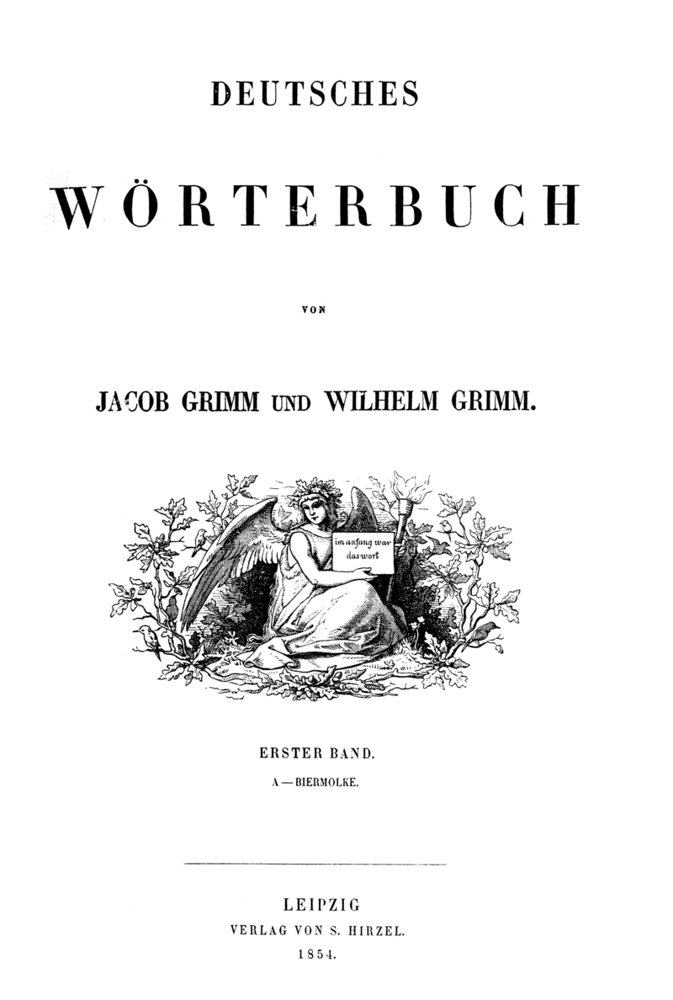 DEUTSCHES
WÖRTERBUCH
VON
JACOB GRIMM UND WILHELM GRIMM.
im anfang war
das wort
ERSTER BAND.
A — BIERMOLKE.
LEIPZIG
VERLAG VON S. HIRZEL.
1854.